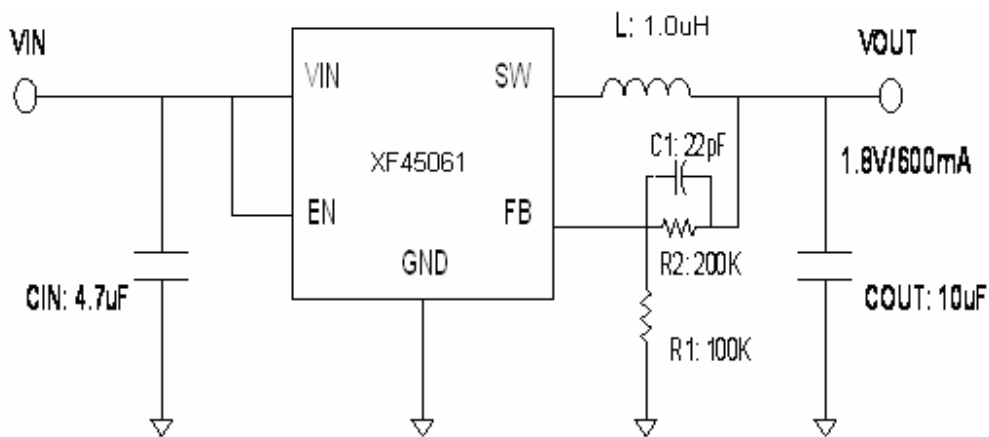 L: 1.0uH
VIN
VOUT
VIN
SW
C1: 22pF
XF45061
1.8V/600mA
EN
FB
GND
R2: 200K
CIN: 4.7uF
COUT: 10uF
R1: 100K